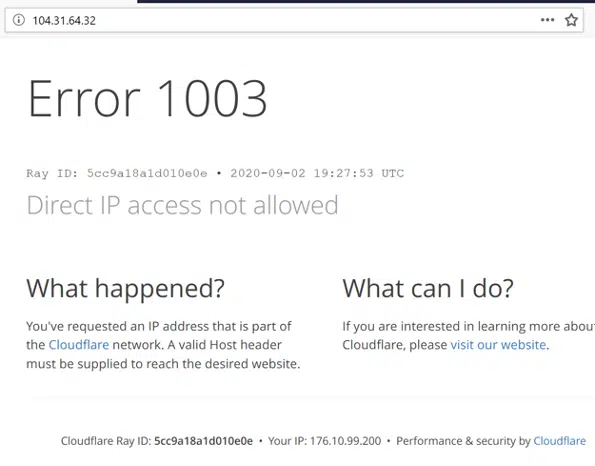 104.31.64.32
Error 1003
Ray ID: 5cc9a18a1d010e0e • 2020-09-02 19:27:53 UTC
Direct IP access not allowed
What happened?
You've requested an IP address that is part of
the Cloudflare network. A valid Host header
must be supplied to reach the desired website.
What can I do?
If you are interested in learning more about
Cloudflare, please visit our website.
Cloudflare Ray ID: 5cc9a18a1d010e0e • Your IP: 176.10.99.200 • Performance & security by Cloudflare